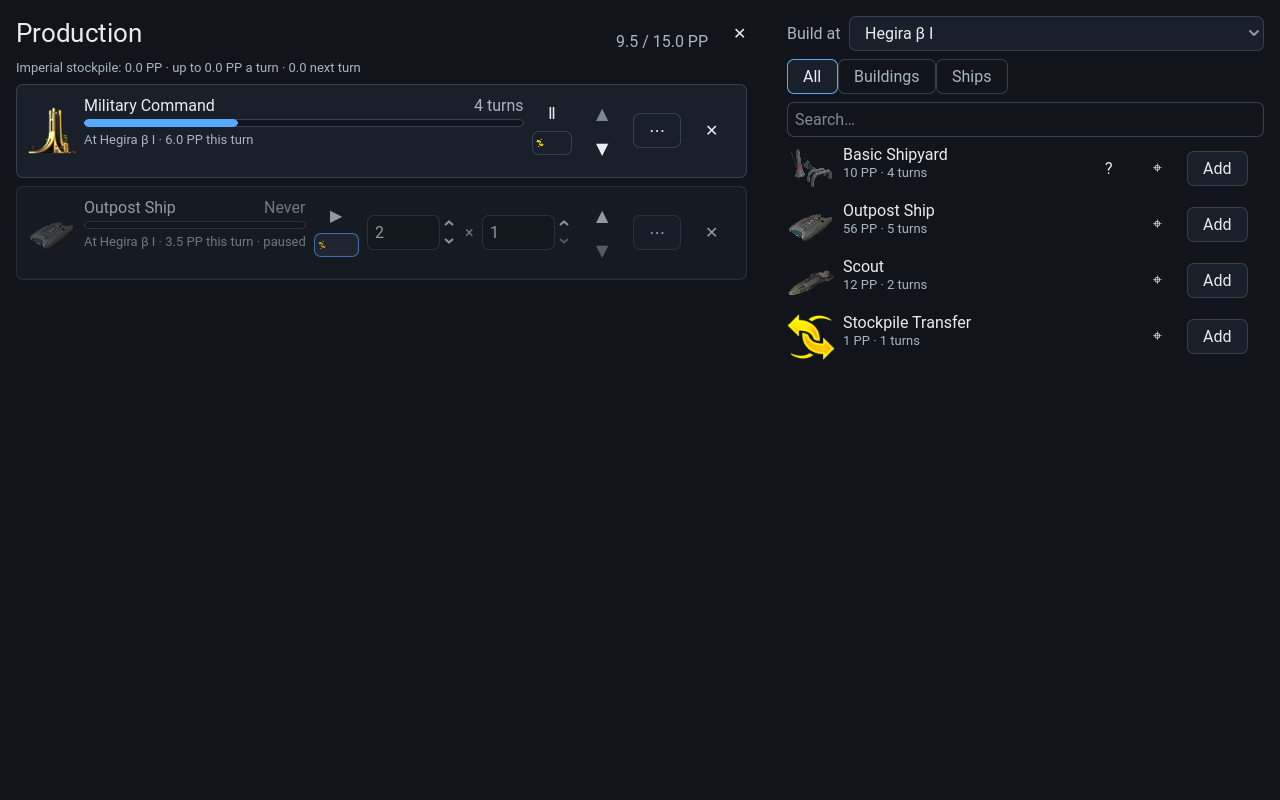 Production
9.5 / 15.0 PP
Imperial stockpile: 0.0 PP · up to 0.0 PP a turn · 0.0 next turn
Military Command
4 turns
At Hegira β I · 6.0 PP this turn
Outpost Ship
Never
At Hegira β I · 3.5 PP this turn · paused
2 × 1
Build at
Hegira β I
All
Buildings
Ships
Search…
Basic Shipyard
10 PP · 4 turns
?
Add
Outpost Ship
56 PP · 5 turns
Add
Scout
12 PP · 2 turns
Add
Stockpile Transfer
1 PP · 1 turns
Add